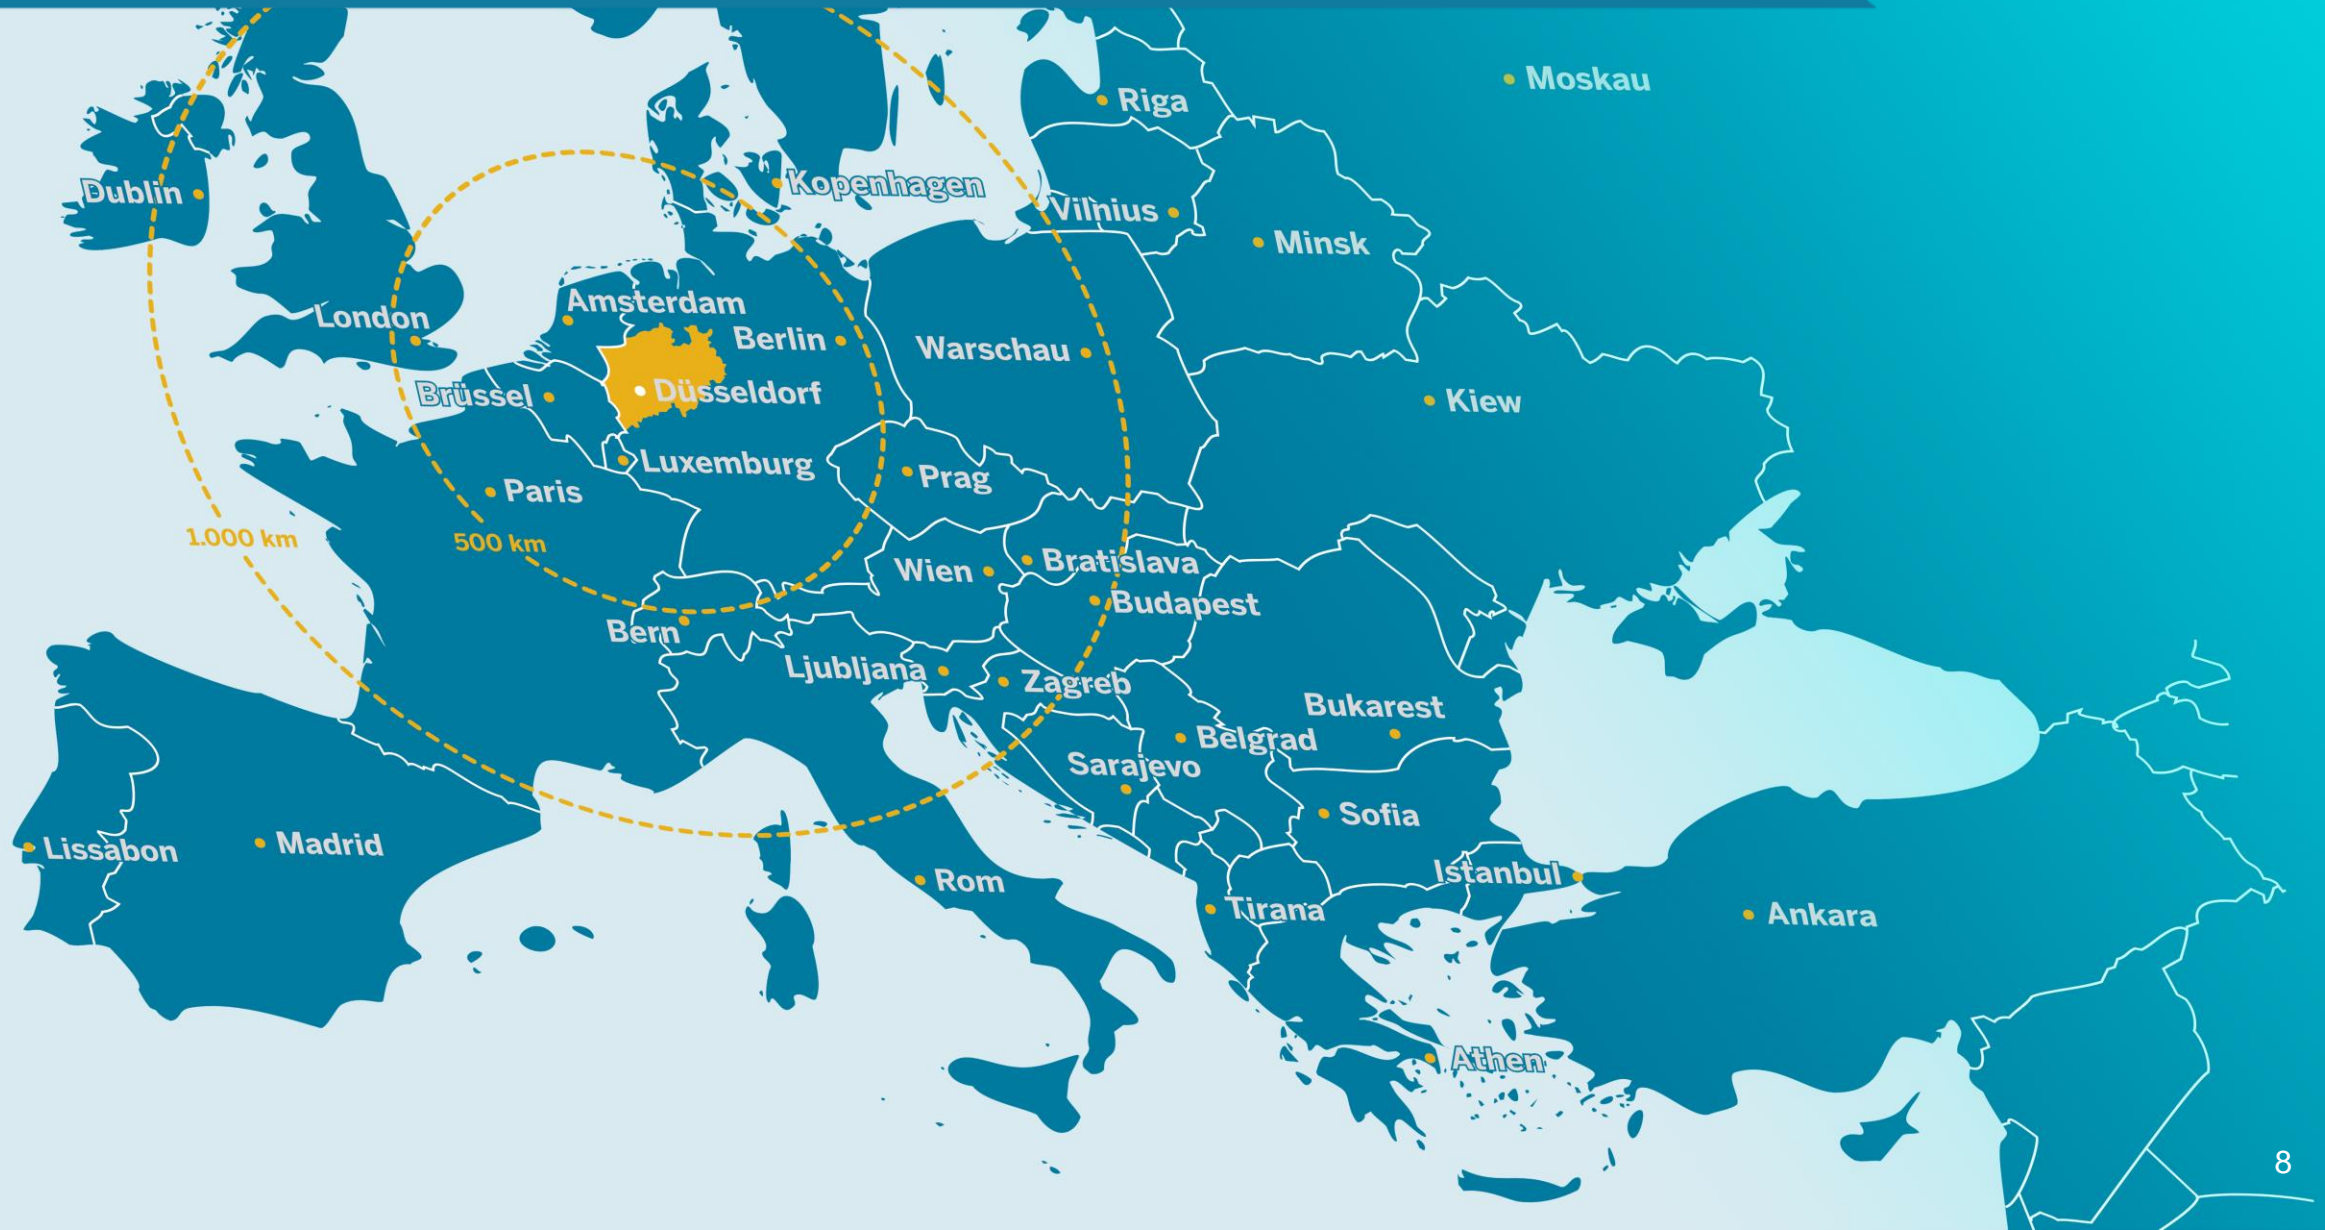 Moskau
Riga
Kopenhagen
Dublin
Vilnius
Minsk
Amsterdam
London
Berlin
Warschau
Brüssel
Düsseldorf
Kiew
Luxemburg
Prag
Paris
1.000 km
500 km
Bratislava
Wien
Budapest
Bern
Ljubljana
Zagreb
Bukarest
Belgrad
Sarajevo
Sofia
Madrid
Lissabon
Istanbul
Rom
Tirana
Ankara
Athen
8